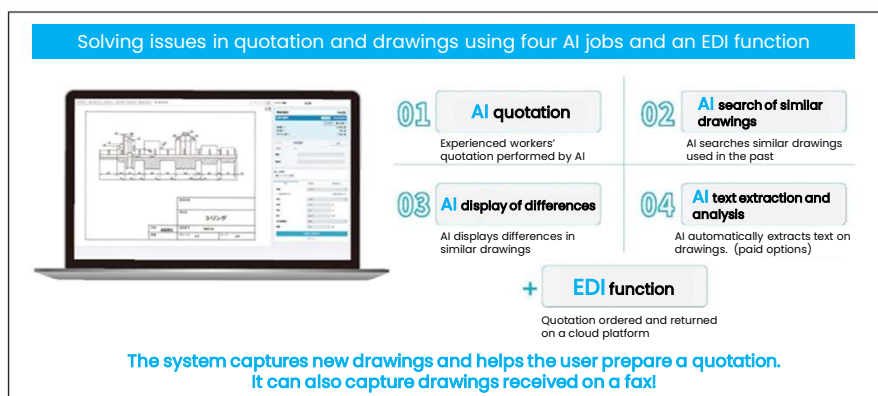 Solving issues in quotation and drawings using four AI jobs and an EDI function
01
AI quotation
Experienced workers'
quotation performed by AI
02
AI search of similar
drawings
AI searches similar drawings
used in the past
03
AI display of differences
AI displays differences in
similar drawings
04
AI text extraction and
analysis
AI automatically extracts text on
drawings. (paid options)
+
EDI function
Quotation ordered and returned
on a cloud platform
シリンダ
The system captures new drawings and helps the user prepare a quotation.
It can also capture drawings received on a fax!